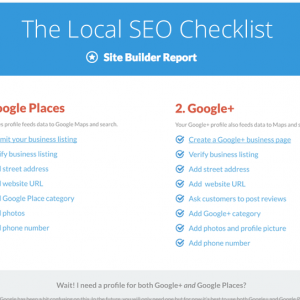 The Local SEO Checklist
Site Builder Report
oogle Places
2. Google+
s profile feeds data to Google Maps and search.
Your Google+ profile also feeds data to Maps and
mit your business listing
Create a Google+ business page
ify business listing
Verify business listing
d street address
Add street address
d website URL
Add website URL
d Google Place category
Ask customers to post reviews
d photos
Add Google+ category
d phone number
Add photos and profile picture
Add phone number
Wait! I need a profile for both Google+ and Google Places?